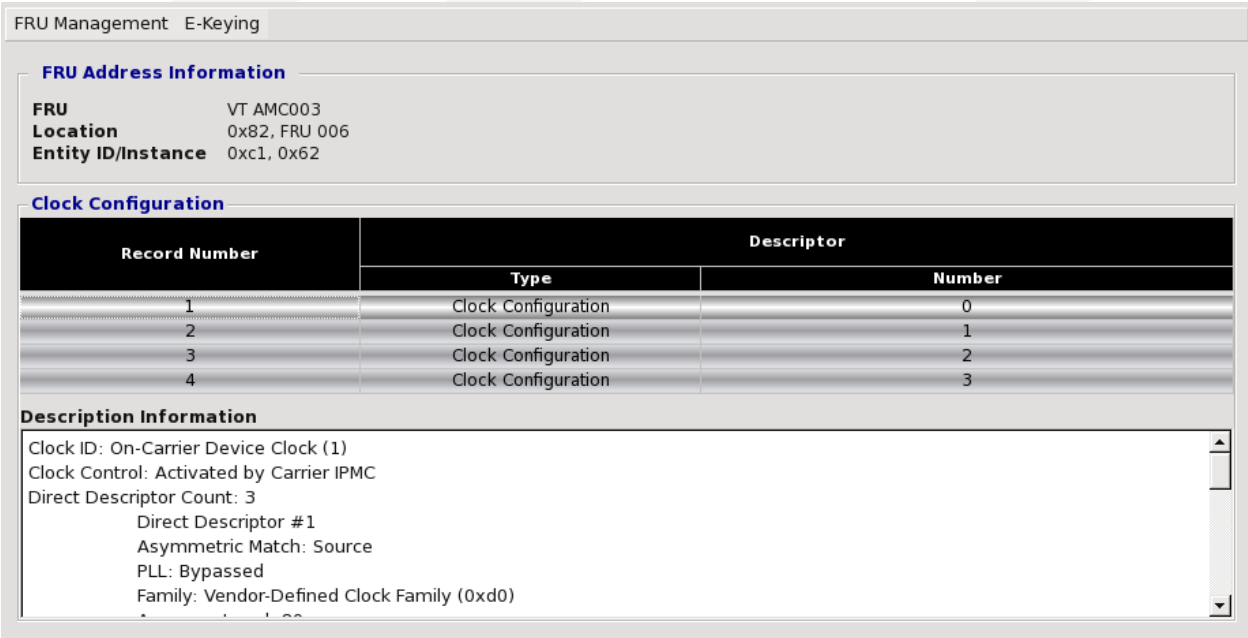 FRU Management E-Keying
FRU Address Information
FRU VT AMC003
Location 0x82, FRU 006
Entity ID/Instance 0xc1, 0x62
Clock Configuration
Record Number Descriptor
Type Number
1 Clock Configuration 0
2 Clock Configuration 1
3 Clock Configuration 2
4 Clock Configuration 3
Description Information
Clock ID: On-Carrier Device Clock (1)
Clock Control: Activated by Carrier IPMC
Direct Descriptor Count: 3
Direct Descriptor #1
Asymmetric Match: Source
PLL: Bypassed
Family: Vendor-Defined Clock Family (0xd0)